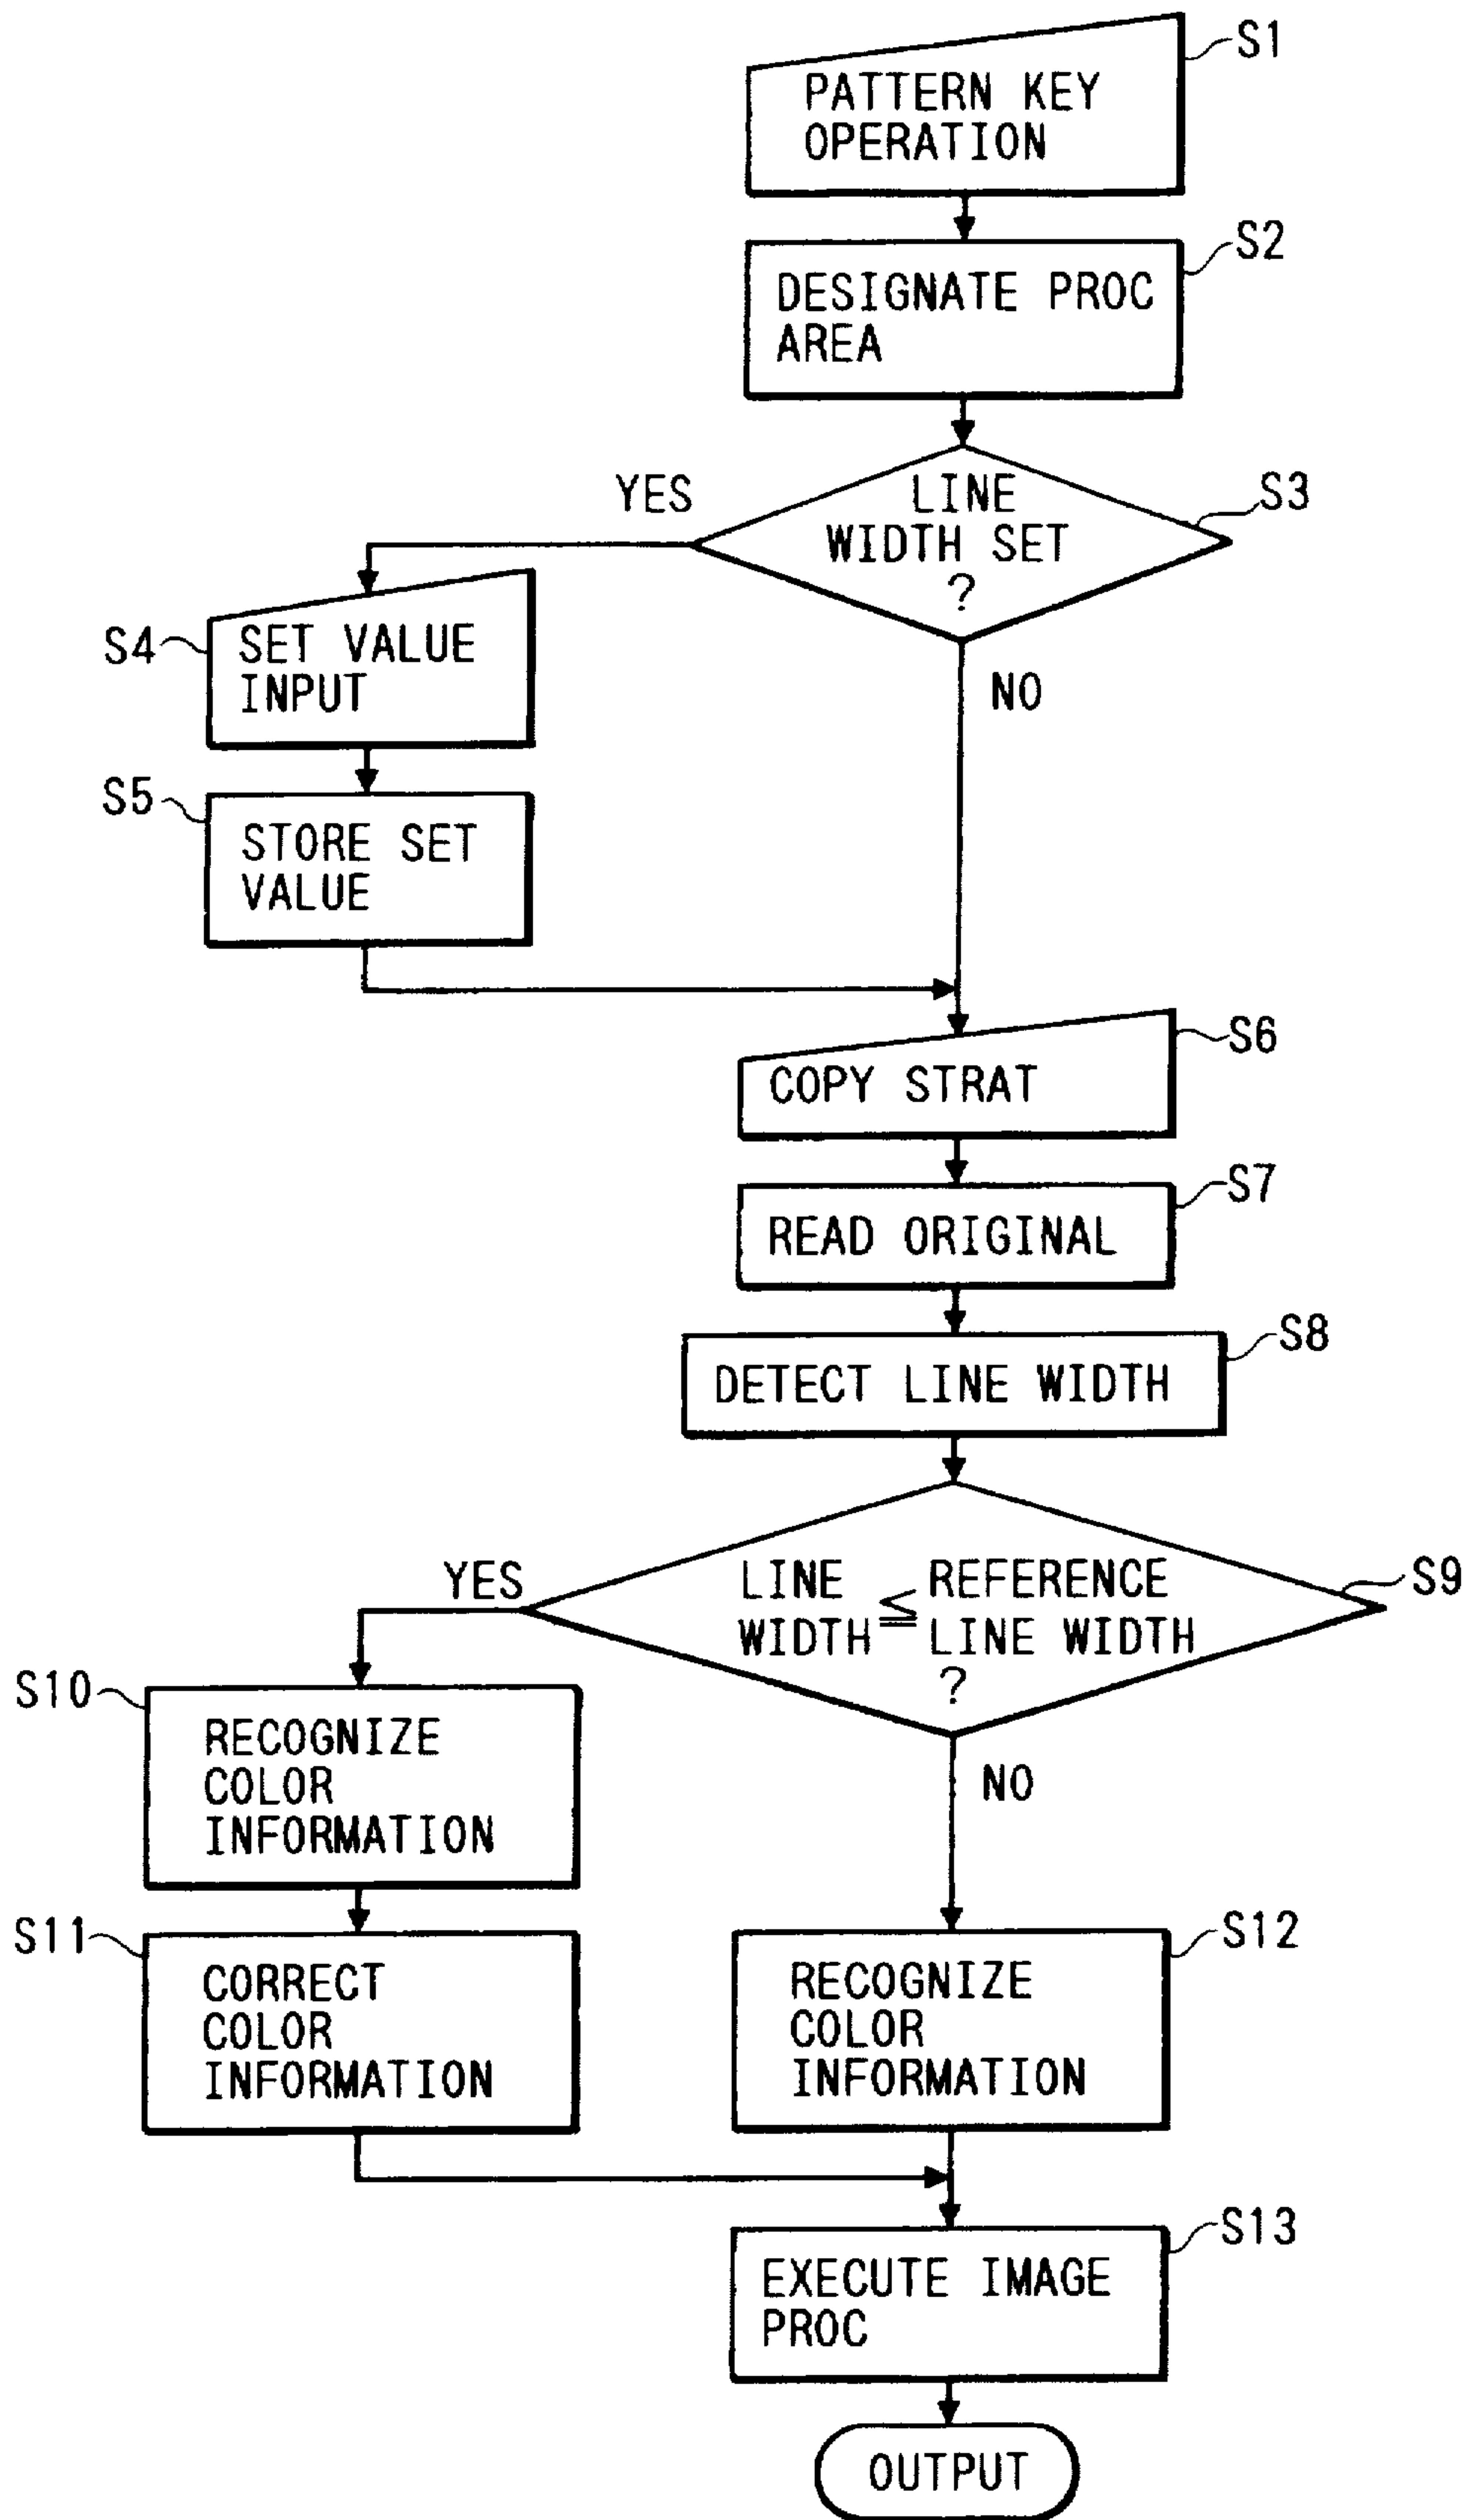 S1
PATTERN KEY
OPERATION
S2
DESIGNATE PROC
AREA
S3
YES
LINE
WIDTH SET
?
NO
S4
SET VALUE
INPUT
S5
STORE SET
VALUE
S6
COPY STRAT
S7
READ ORIGINAL
S8
DETECT LINE WIDTH
S9
YES
LINE WIDTH ≦ REFERENCE LINE WIDTH
?
NO
S10
RECOGNIZE
COLOR
INFORMATION
S11
CORRECT
COLOR
INFORMATION
S12
RECOGNIZE
COLOR
INFORMATION
S13
EXECUTE IMAGE
PROC
OUTPUT